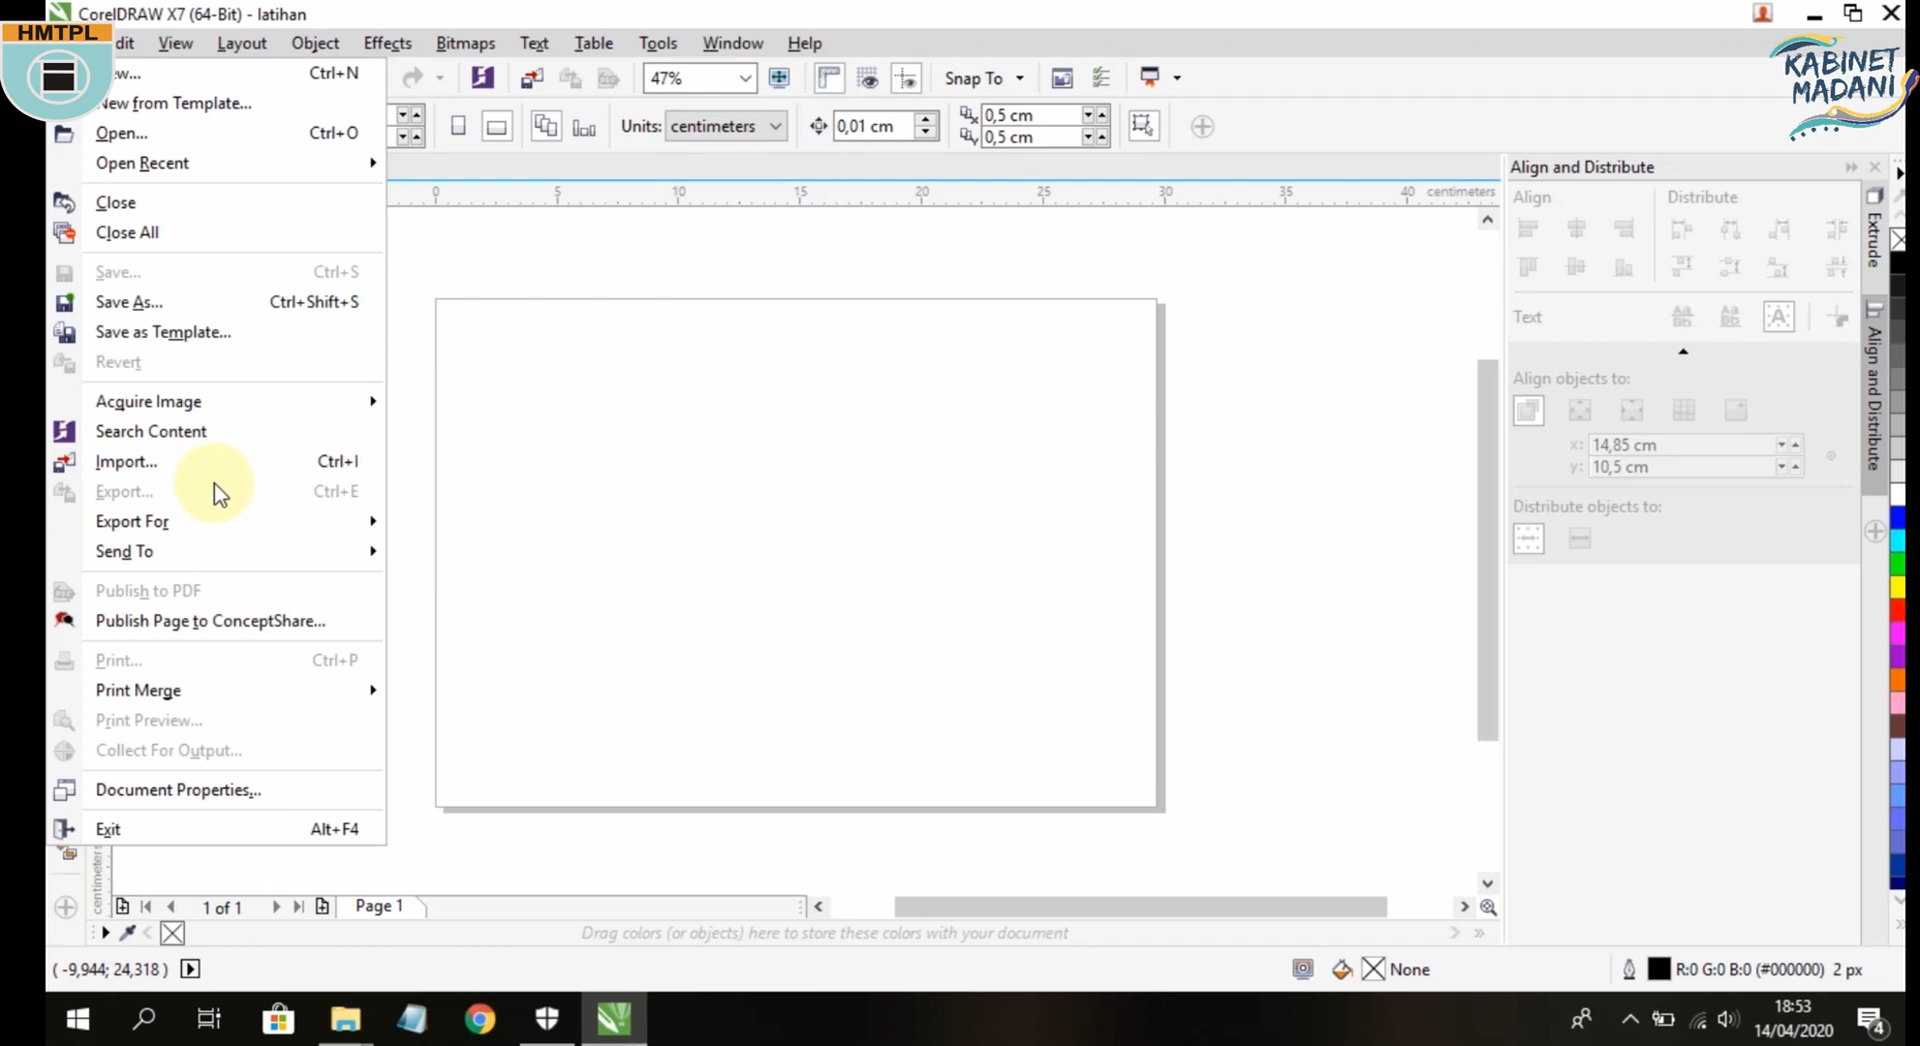 CorelDRAW X7 (64-Bit) - latihan
HMTPL
KABINET
MADANI
dit View Layout Object Effects Bitmaps Text Table Tools Window Help
w... Ctrl+N
New from Template...
Open... Ctrl+O
Open Recent
Close
Close All
Save... Ctrl+S
Save As... Ctrl+Shift+S
Save as Template...
Revert
Acquire Image
Search Content
Import... Ctrl+I
Export... Ctrl+E
Export For
Send To
Publish to PDF
Publish Page to ConceptShare...
Print... Ctrl+P
Print Merge
Print Preview...
Collect For Output...
Document Properties...
Exit Alt+F4
47%
Snap To
Units: centimeters
0,01 cm
0,5 cm
0,5 cm
0 5 10 15 20 25 30 35 40 centimeters
Align and Distribute
Align
Distribute
Text
Align objects to:
x: 14,85 cm
y: 10,5 cm
Distribute objects to:
Extrude
Align and Distribute
centimeters
1 of 1
Page 1
Drag colors (or objects) here to store these colors with your document
( -9,944; 24,318 )
None
R:0 G:0 B:0 (#000000) 2 px
18:53
14/04/2020
4